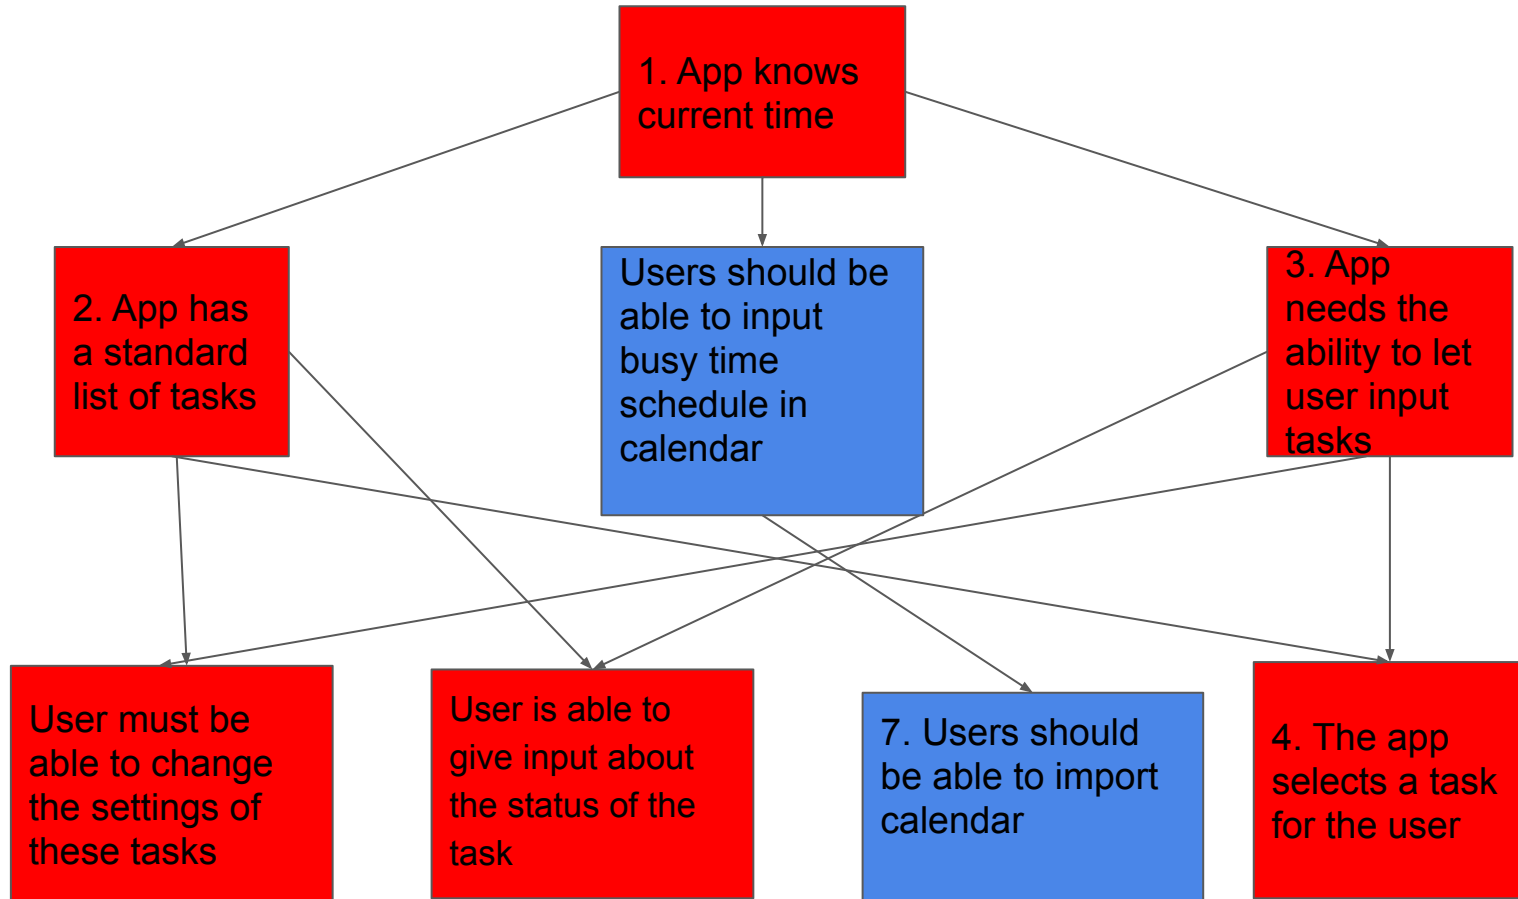 1. App knows
current time
2. App has
a standard
list of tasks
Users should be
able to input
busy time
schedule in
calendar
3. App
needs the
ability to let
user input
tasks
User must be
able to change
the settings of
these tasks
User is able to
give input about
the status of the
task
7. Users should
be able to import
calendar
4. The app
selects a task
for the user